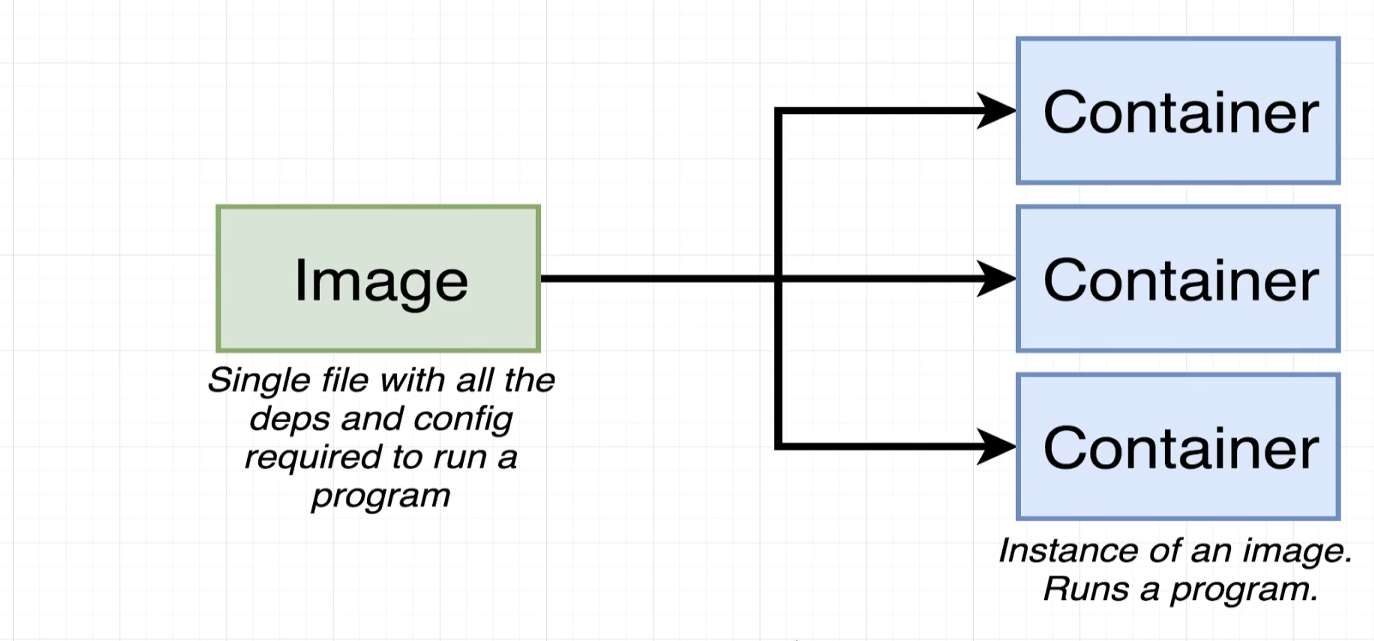 Container
Image
Single file with all the
deps and config
required to run a
program
Container
Container
Instance of an image.
Runs a program.